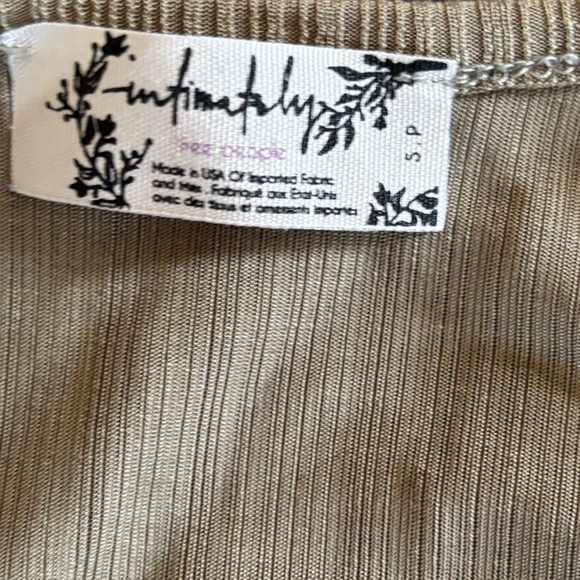 intimately
free people
Made in USA Of Imported Fabric
and trims . Fabriqué aux Etat-Unis
avec des tissus et ornements importés
S.P